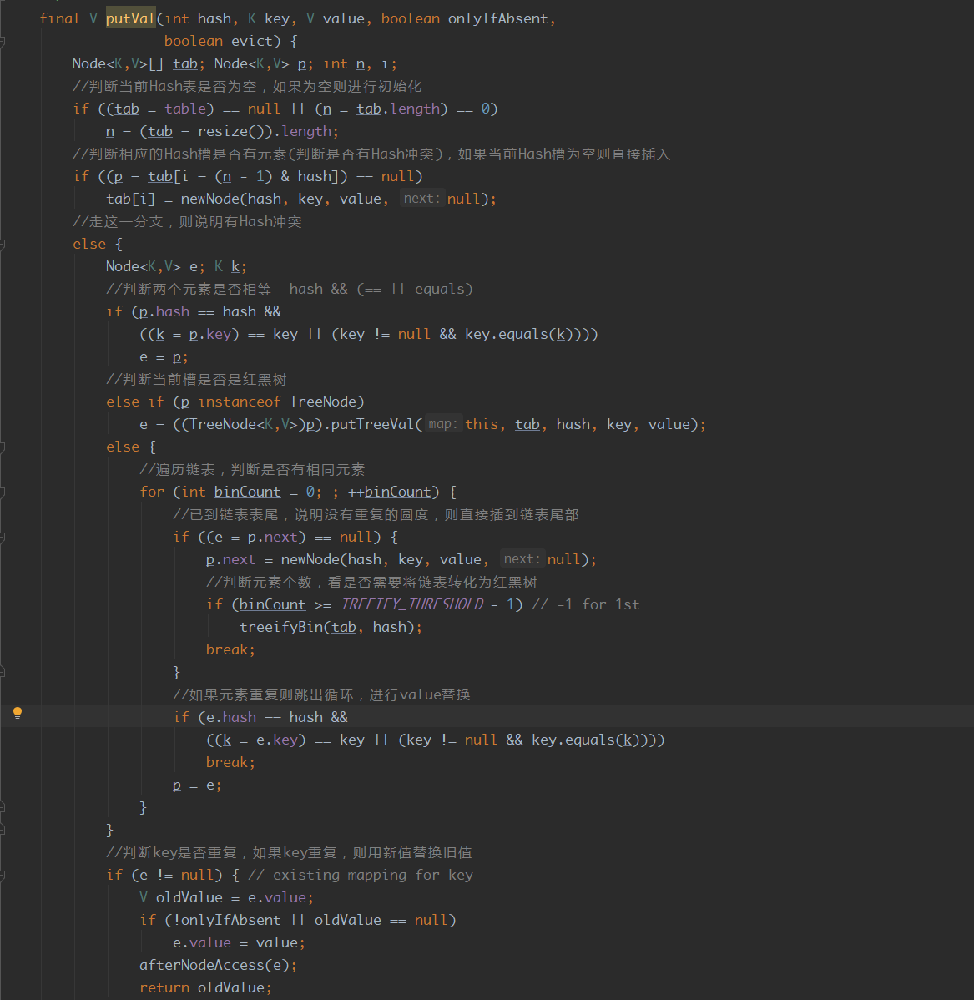 final V putVal(int hash, K key, V value, boolean onlyIfAbsent,
               boolean evict) {
    Node<K,V>[] tab; Node<K,V> p; int n, i;
    //判断当前Hash表是否为空，如果为空则进行初始化
    if ((tab = table) == null || (n = tab.length) == 0)
        n = (tab = resize()).length;
    //判断相应的Hash槽是否有元素(判断是否有Hash冲突)，如果当前Hash槽为空则直接插入
    if ((p = tab[i = (n - 1) & hash]) == null)
        tab[i] = newNode(hash, key, value, next: null);
    //走这一分支，则说明有Hash冲突
    else {
        Node<K,V> e; K k;
        //判断两个元素是否相等  hash && (== || equals)
        if (p.hash == hash &&
            ((k = p.key) == key || (key != null && key.equals(k))))
            e = p;
        //判断当前槽是否是红黑树
        else if (p instanceof TreeNode)
            e = ((TreeNode<K,V>)p).putTreeVal( map: this, tab, hash, key, value);
        else {
            //遍历链表，判断是否有相同元素
            for (int binCount = 0; ; ++binCount) {
                //已到链表表尾，说明没有重复的圆度，则直接插到链表尾部
                if ((e = p.next) == null) {
                    p.next = newNode(hash, key, value, next: null);
                    //判断元素个数，看是否需要将链表转化为红黑树
                    if (binCount >= TREEIFY_THRESHOLD - 1) // -1 for 1st
                        treeifyBin(tab, hash);
                    break;
                }
                //如果元素重复则跳出循环，进行value替换
                if (e.hash == hash &&
                    ((k = e.key) == key || (key != null && key.equals(k))))
                    break;
                p = e;
            }
        }
        //判断key是否重复，如果key重复，则用新值替换旧值
        if (e != null) { // existing mapping for key
            V oldValue = e.value;
            if (!onlyIfAbsent || oldValue == null)
                e.value = value;
            afterNodeAccess(e);
            return oldValue;